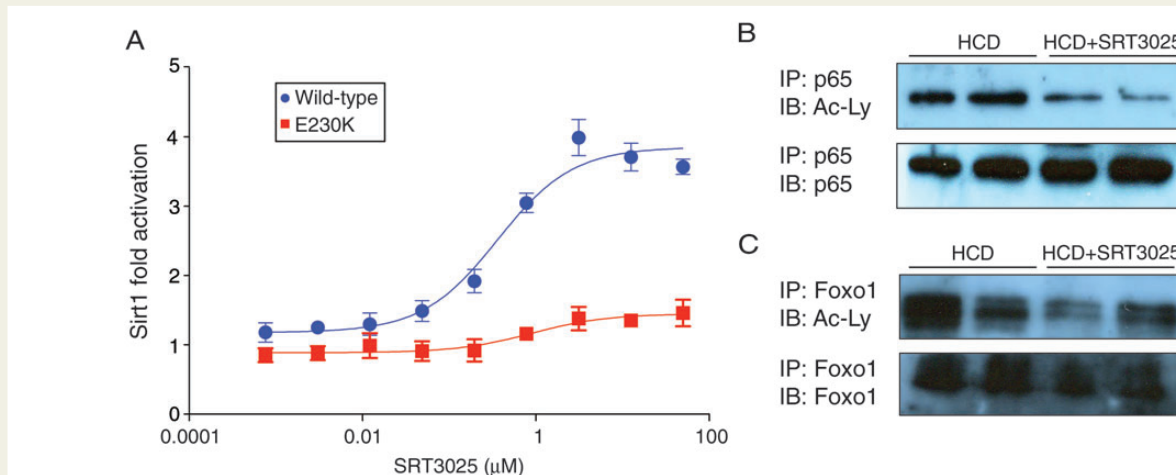 A
Sirt1 fold activation
5
4
3
2
1
0
Wild-type
E230K
0.0001
0.01
1
100
SRT3025 (μM)
B
HCD
HCD+SRT3025
IP: p65
IB: Ac-Ly
IP: p65
IB: p65
C
HCD
HCD+SRT3025
IP: Foxo1
IB: Ac-Ly
IP: Foxo1
IB: Foxo1